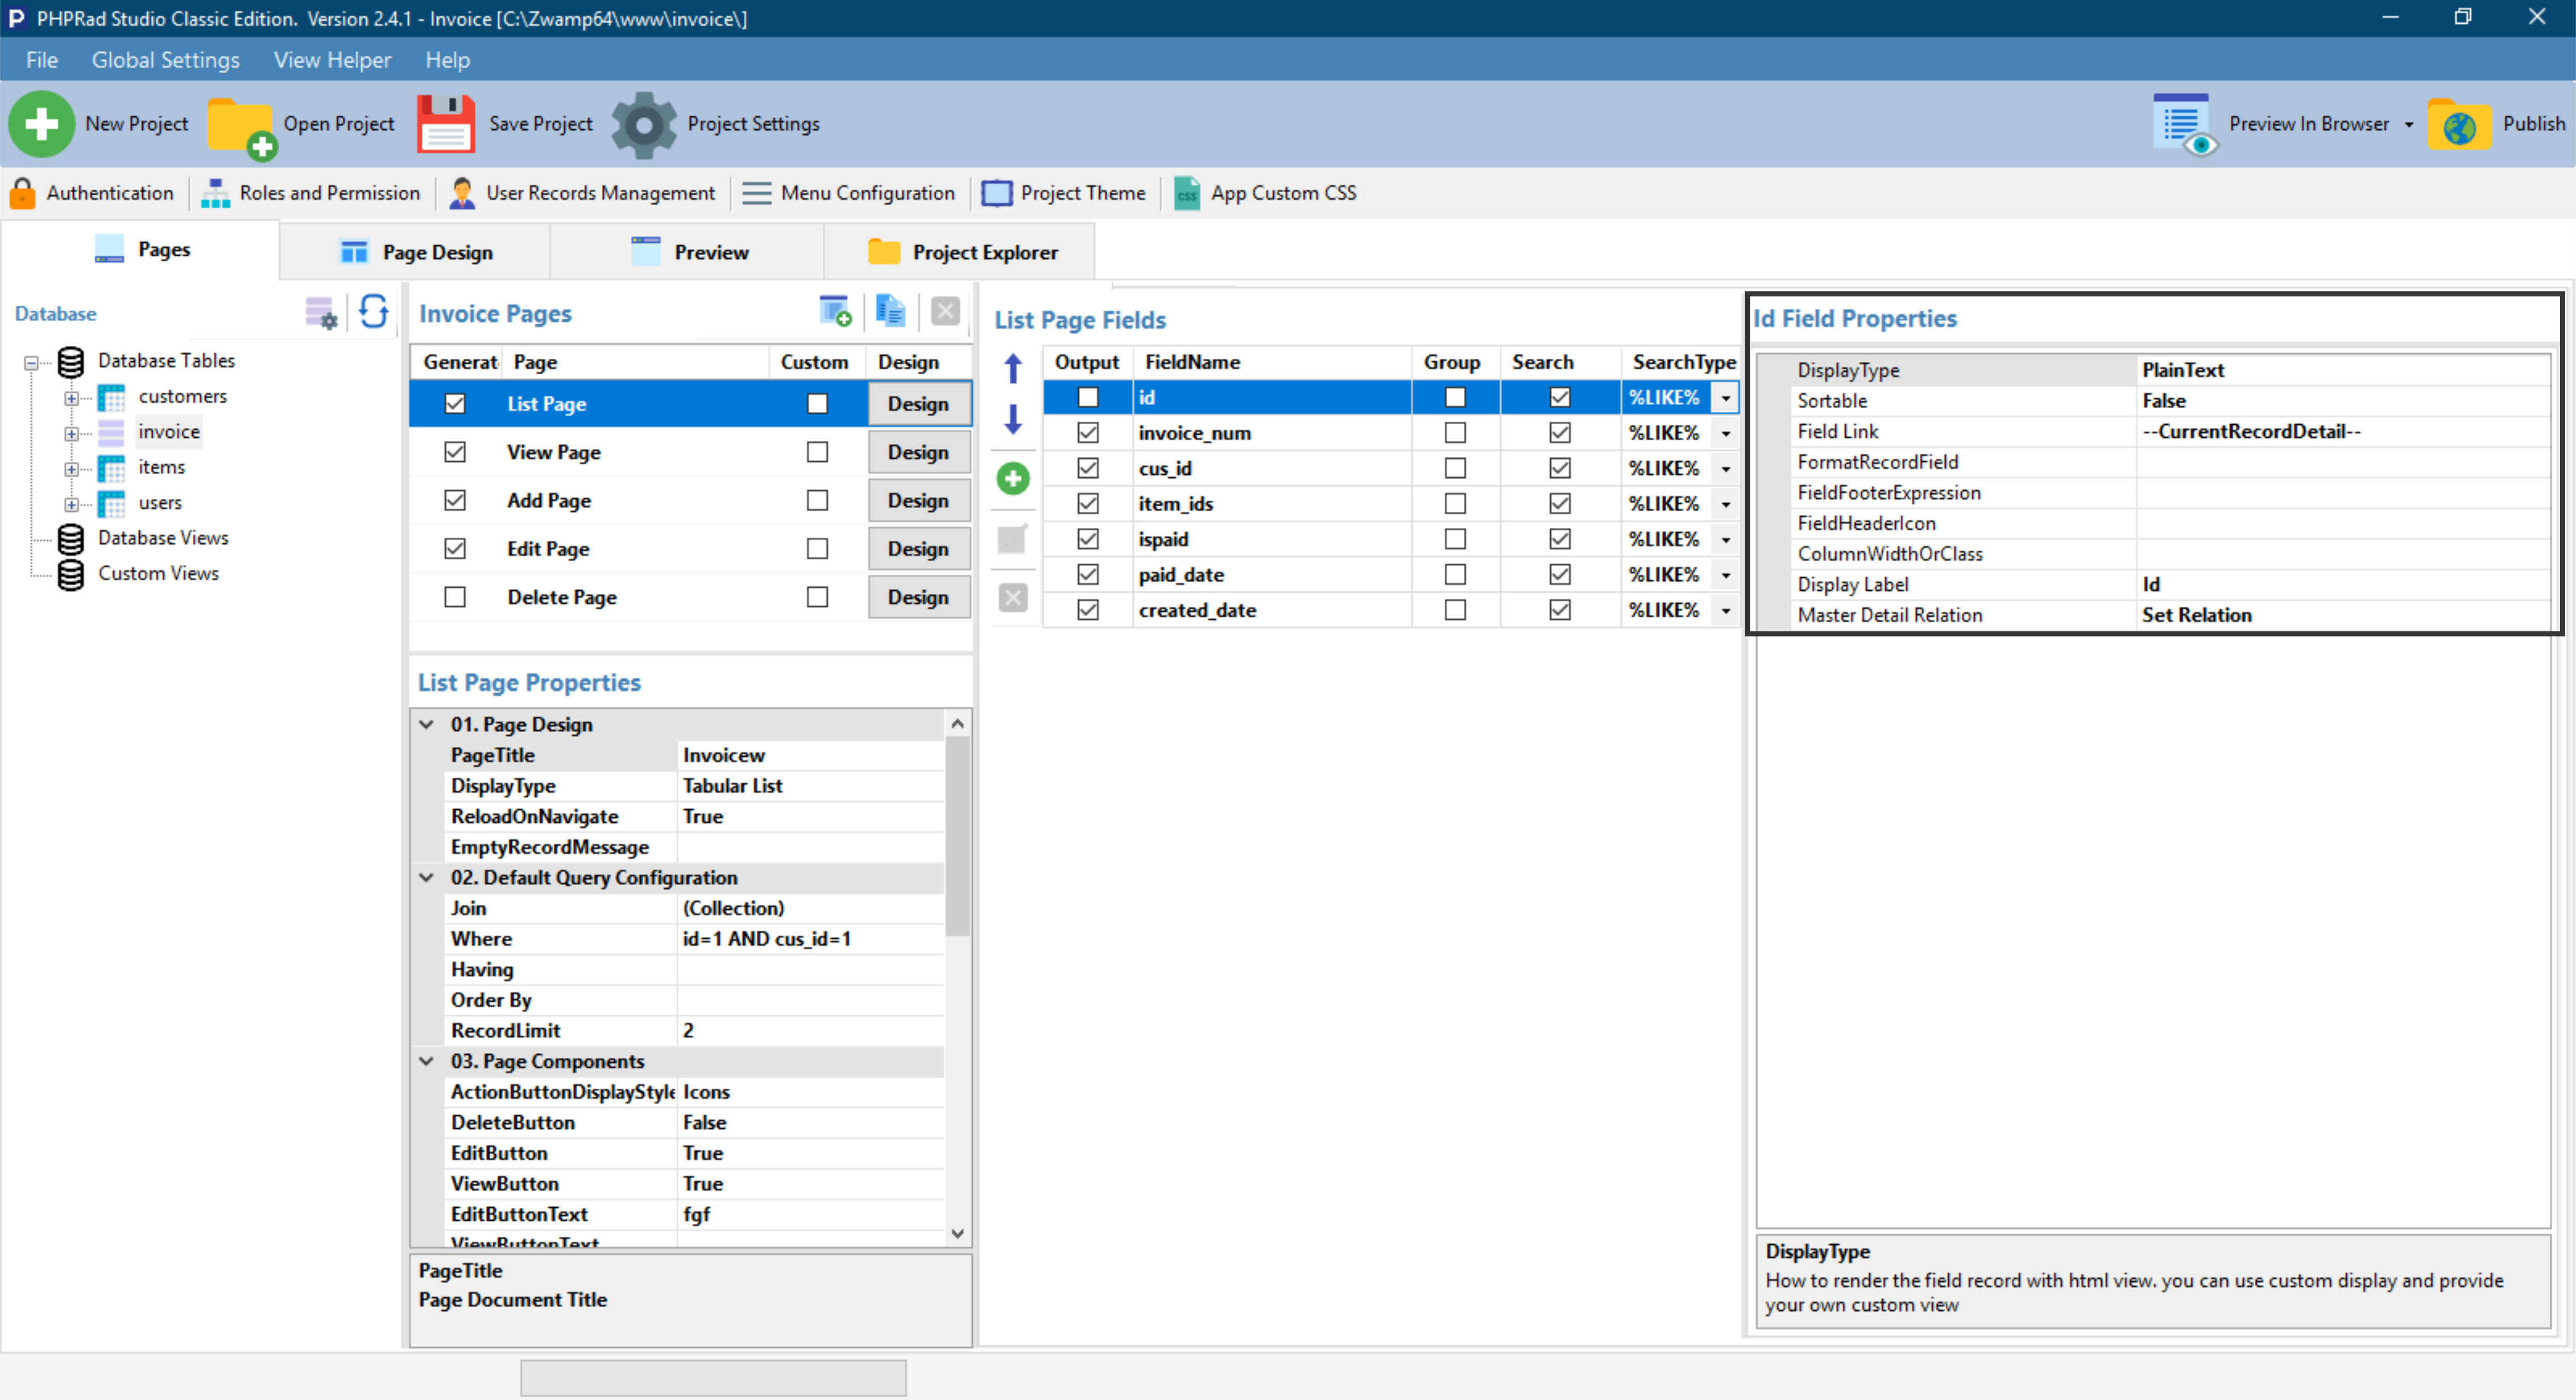 PHPRad Studio Classic Edition. Version 2.4.1 - Invoice [C:\Zwamp64\www\invoice\]
File Global Settings View Helper Help
New Project Open Project Save Project Project Settings Preview In Browser Publish
Authentication Roles and Permission User Records Management Menu Configuration Project Theme App Custom CSS
Pages Page Design Preview Project Explorer
Database
Database Tables
customers
invoice
items
users
Database Views
Custom Views
Invoice Pages
Generat Page Custom Design
List Page Design
View Page Design
Add Page Design
Edit Page Design
Delete Page Design
List Page Properties
01. Page Design
PageTitle Invoicew
DisplayType Tabular List
ReloadOnNavigate True
EmptyRecordMessage
02. Default Query Configuration
Join (Collection)
Where id=1 AND cus_id=1
Having
Order By
RecordLimit 2
03. Page Components
ActionButtonDisplayStyle Icons
DeleteButton False
EditButton True
ViewButton True
EditButtonText fgf
ViewButtonText
PageTitle
Page Document Title
List Page Fields
Output FieldName Group Search SearchType
id %LIKE%
invoice_num %LIKE%
cus_id %LIKE%
item_ids %LIKE%
ispaid %LIKE%
paid_date %LIKE%
created_date %LIKE%
Id Field Properties
DisplayType PlainText
Sortable False
Field Link --CurrentRecordDetail--
FormatRecordField
FieldFooterExpression
FieldHeaderIcon
ColumnWidthOrClass
Display Label Id
Master Detail Relation Set Relation
DisplayType
How to render the field record with html view. you can use custom display and provide
your own custom view